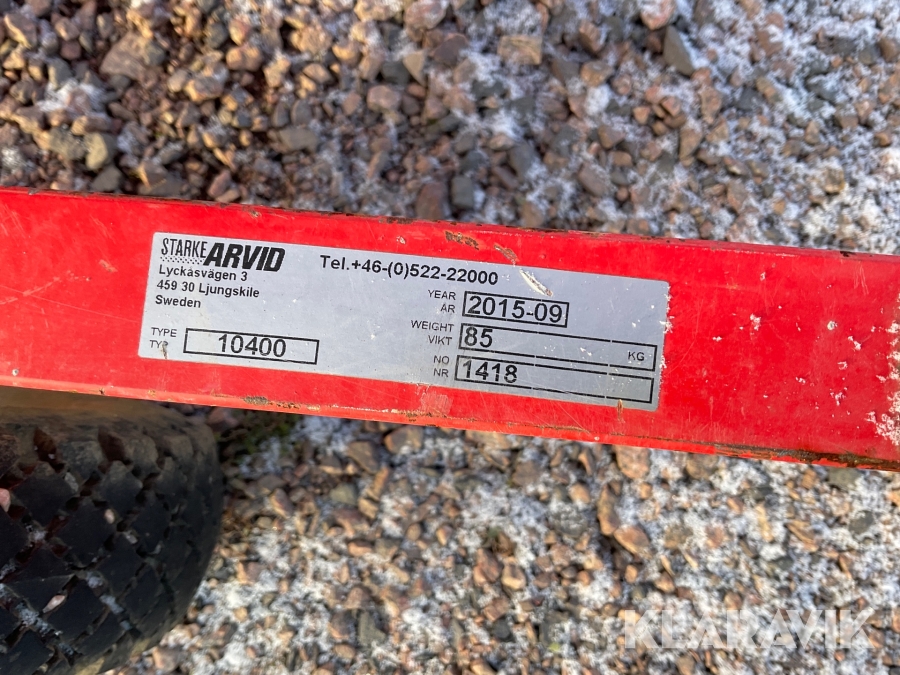 STARKE ARVID
Lyckåsvägen 3
459 30 Ljungskile
Sweden
TYPE
TYP
10400
Tel.+46-(0)522-22000
YEAR
ÅR
2015-09
WEIGHT
VIKT
85
KG
NO
NR
1418
KLARAVIK